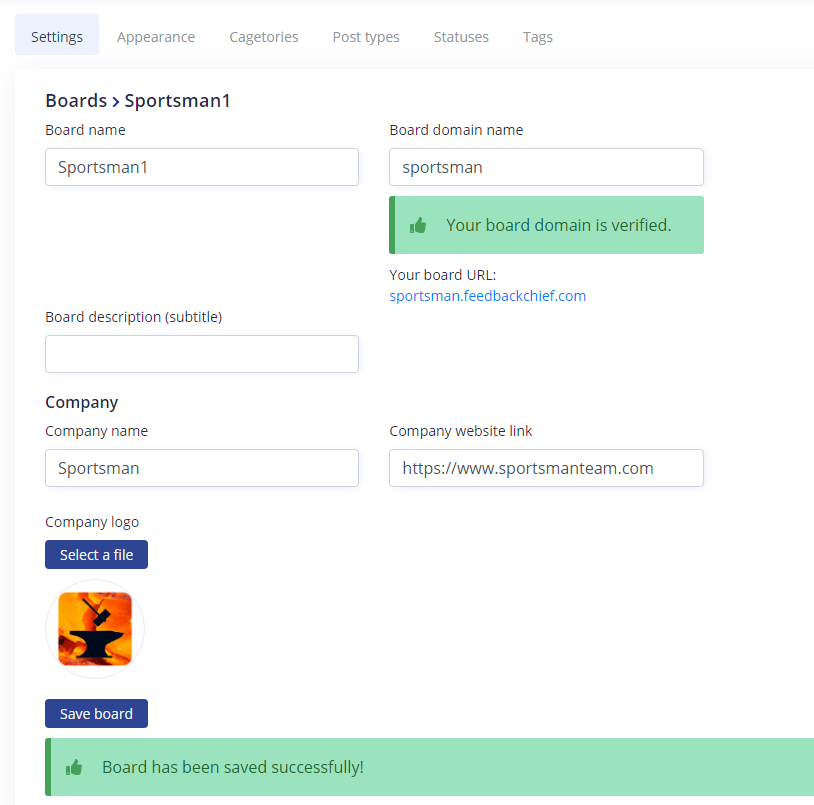 Settings Appearance Cagetories Post types Statuses Tags
Boards > Sportsman1
Board name
Sportsman1
Board domain name
sportsman
Your board domain is verified.
Your board URL:
sportsman.feedbackchief.com
Board description (subtitle)
Company
Company name
Sportsman
Company website link
https://www.sportsmanteam.com
Company logo
Select a file
Save board
Board has been saved successfully!